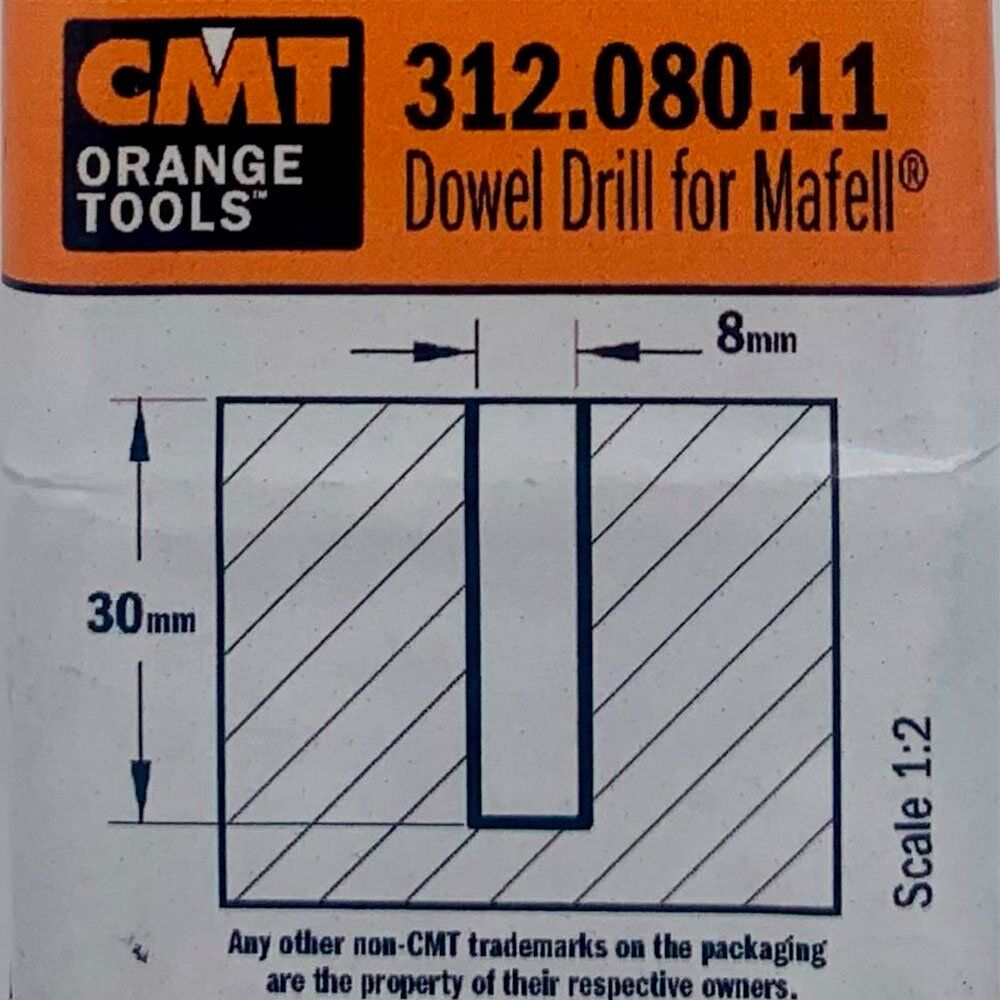 CMT
ORANGE
TOOLS™
312.080.11
Dowel Drill for Mafell®
8mm
30mm
Scale 1:2
Any other non-CMT trademarks on the packaging
are the property of their respective owners.